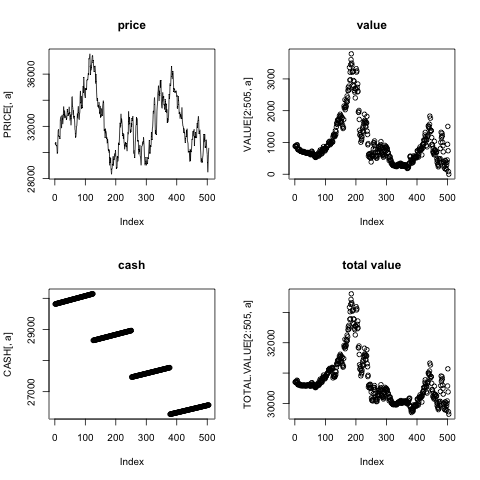 price
PRICE[, a]
28000 32000 36000
0 100 200 300 400 500
Index
value
VALUE[2:505, a]
0 1000 2000 3000
0 100 200 300 400 500
Index
cash
CASH[, a]
27000 29000
0 100 200 300 400 500
Index
total value
TOTAL.VALUE[2:505, a]
30000 32000
0 100 200 300 400 500
Index